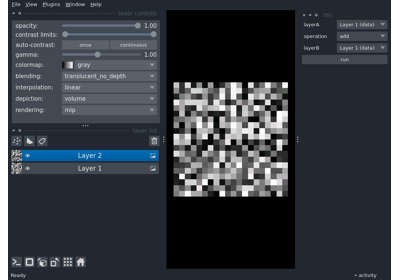 File View Plugins Window Help
layer controls
opacity: 1.00
contrast limits:
auto-contrast: once continuous
gamma: 1.00
colormap: gray
blending: translucent_no_depth
interpolation: linear
depiction: volume
rendering: mip
layer list
Layer 2
Layer 1
layerA Layer 1 (data)
operation add
layerB Layer 1 (data)
run
Ready
activity